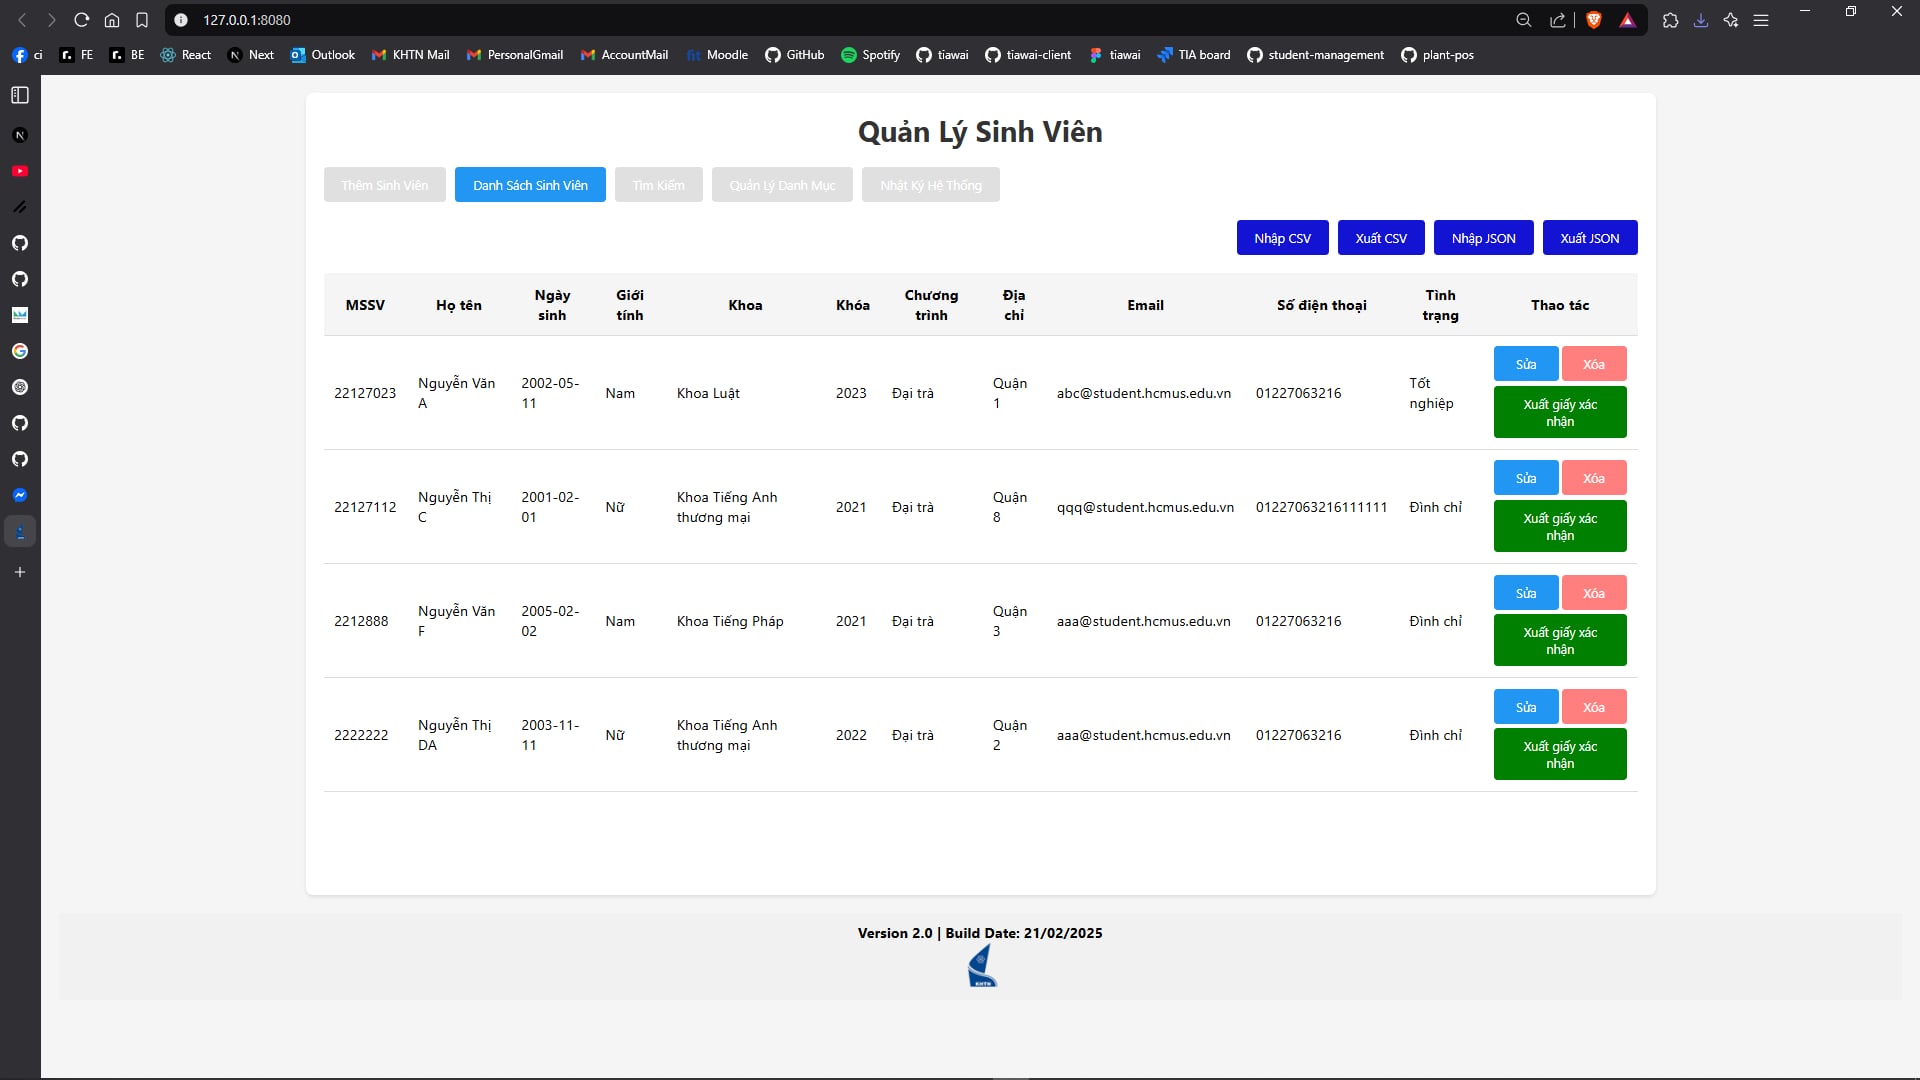 127.0.0.1:8080
ci FE BE React Next Outlook KHTN Mail PersonalGmail AccountMail fit Moodle GitHub Spotify tiawai tiawai-client tiawai TIA board student-management plant-pos
Quản Lý Sinh Viên
Thêm Sinh Viên Danh Sách Sinh Viên Tìm Kiếm Quản Lý Danh Mục Nhật Ký Hệ Thống
Nhập CSV Xuất CSV Nhập JSON Xuất JSON
MSSV Họ tên Ngày sinh Giới tính Khoa Khóa Chương trình Địa chỉ Email Số điện thoại Tình trạng Thao tác
22127023 Nguyễn Văn A 2002-05-11 Nam Khoa Luật 2023 Đại trà Quận 1 abc@student.hcmus.edu.vn 01227063216 Tốt nghiệp Sửa Xóa
Xuất giấy xác nhận
22127112 Nguyễn Thị C 2001-02-01 Nữ Khoa Tiếng Anh thương mại 2021 Đại trà Quận 8 qqq@student.hcmus.edu.vn 01227063216111111 Đình chỉ Sửa Xóa
Xuất giấy xác nhận
2212888 Nguyễn Văn F 2005-02-02 Nam Khoa Tiếng Pháp 2021 Đại trà Quận 3 aaa@student.hcmus.edu.vn 01227063216 Đình chỉ Sửa Xóa
Xuất giấy xác nhận
2222222 Nguyễn Thị DA 2003-11-11 Nữ Khoa Tiếng Anh thương mại 2022 Đại trà Quận 2 aaa@student.hcmus.edu.vn 01227063216 Đình chỉ Sửa Xóa
Xuất giấy xác nhận
Version 2.0 | Build Date: 21/02/2025
KHTN